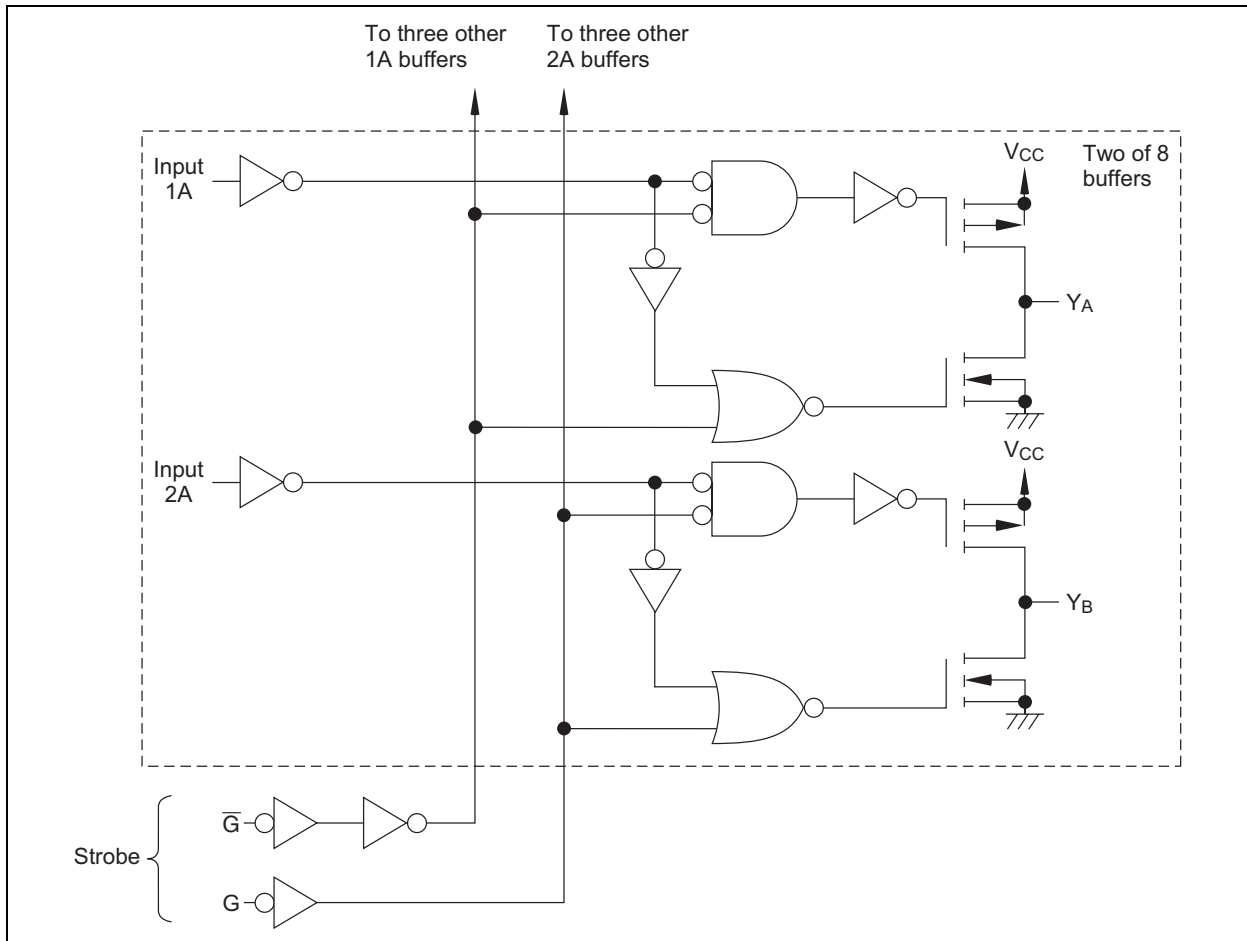 To three other
1A buffers
To three other
2A buffers
Input
1A
VCC
Two of 8
buffers
YA
Input
2A
VCC
YB
Strobe
G̅
G